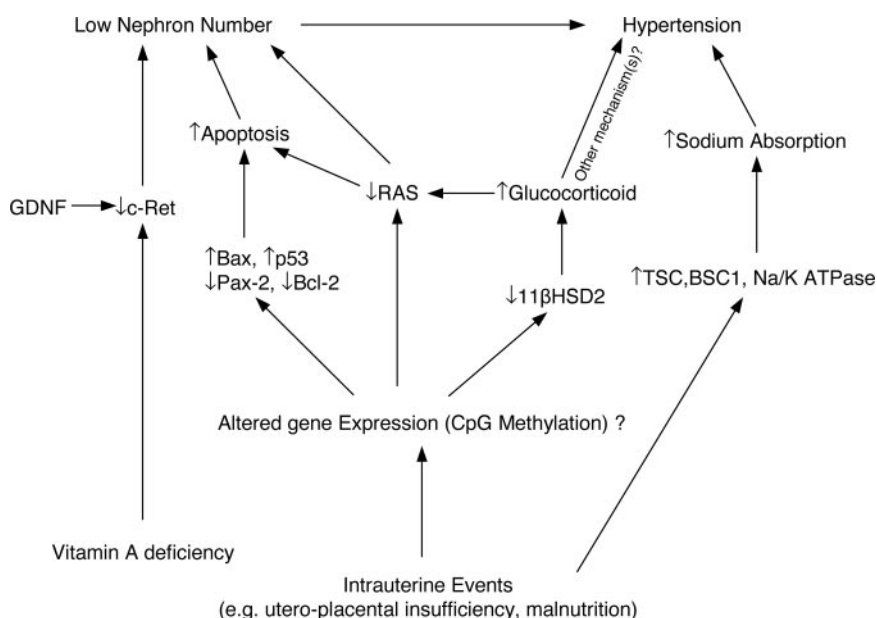 Low Nephron Number
Hypertension
Other mechanism(s)?
↑Apoptosis
↑Sodium Absorption
GDNF
↓c-Ret
↓RAS
↑Glucocorticoid
↑Bax, ↑p53
↓Pax-2, ↓Bcl-2
↓11βHSD2
↑TSC,BSC1, Na/K ATPase
Altered gene Expression (CpG Methylation) ?
Vitamin A deficiency
Intrauterine Events
(e.g. utero-placental insufficiency, malnutrition)